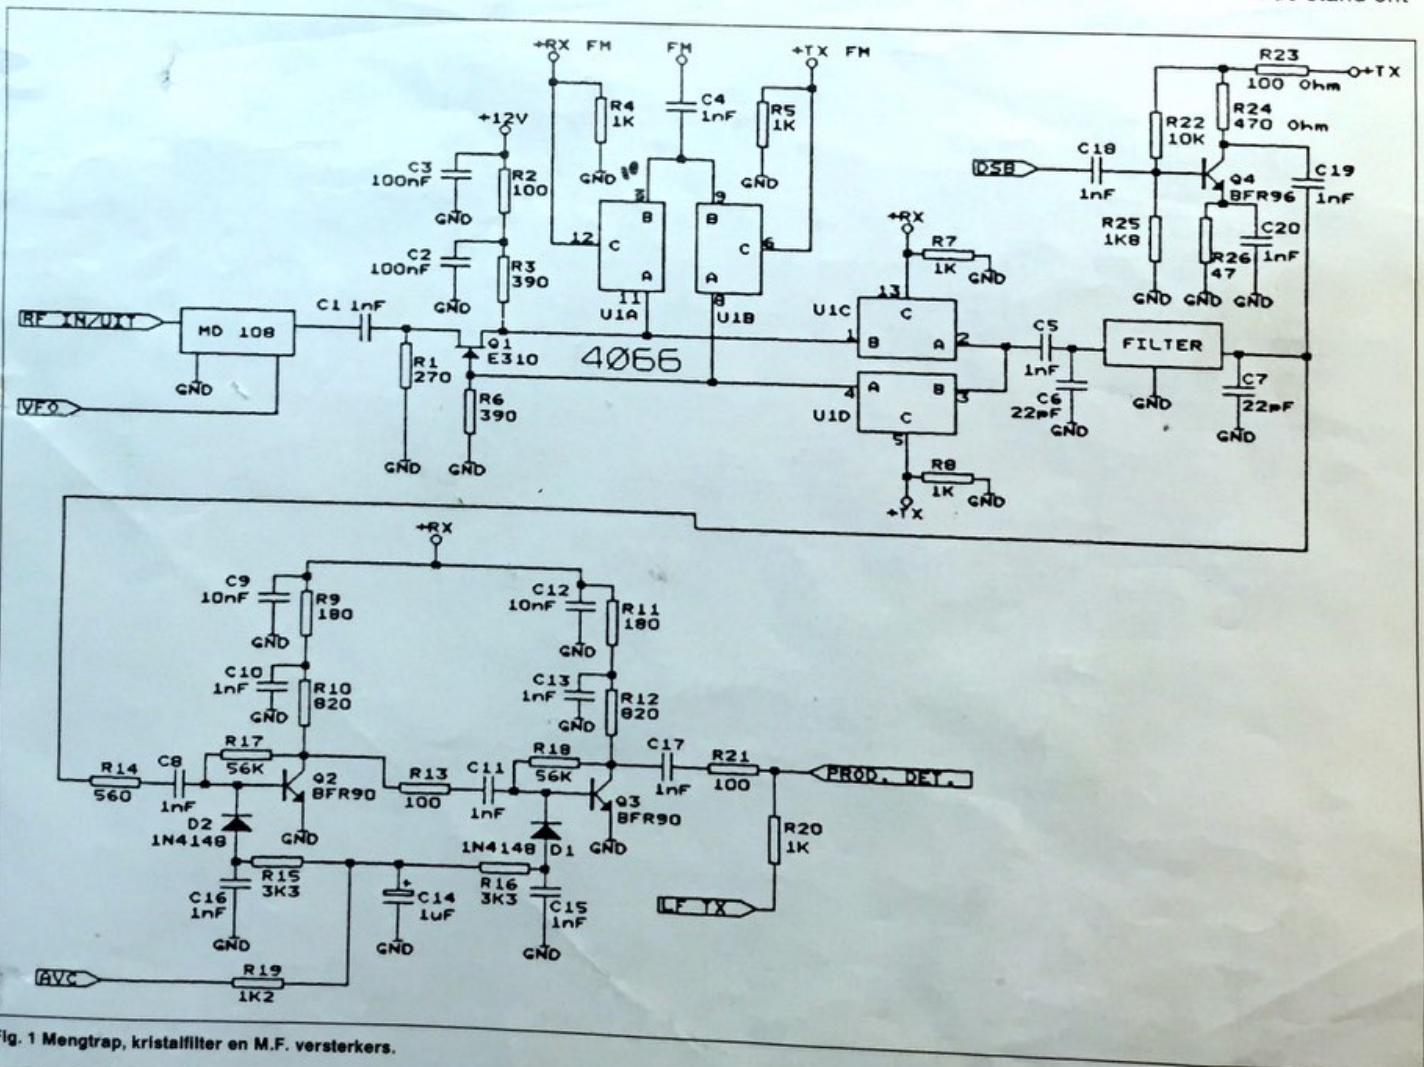 +RX FM
FM
+TX FM
R4
1K
GND
C4
1nF
R5
1K
GND
R23
100 Ohm
+TX
R24
470 Ohm
R22
10K
+12V
C3
100nF
GND
R2
100
C2
100nF
GND
R3
390
DSB
C18
1nF
Q4
BFR96
C19
1nF
R25
1K8
GND
R26
47
GND
C20
1nF
GND
12
C
B
A
11
U1A
9
B
C
6
A
8
U1B
+RX
R7
1K
GND
13
C
U1C
1
B
A
2
RF IN/UIT
MD 108
GND
VFO
C1 1nF
R1
270
GND
Q1
E310
R6
390
GND
4066
4
A
B
3
U1D
C
5
R8
1K
GND
+TX
C5
1nF
C6
22pF
GND
FILTER
GND
C7
22pF
GND
+RX
C9
10nF
GND
R9
180
C10
1nF
GND
R10
820
C12
10nF
GND
R11
180
C13
1nF
GND
R12
820
R14
560
C8
1nF
R17
56K
Q2
BFR90
GND
R13
100
C11
1nF
R18
56K
Q3
BFR90
GND
C17
1nF
R21
100
PROD. DET.
R20
1K
LF TX
D2
1N4148
R15
3K3
C16
1nF
GND
+
C14
1uF
GND
1N4148 D1
R16
3K3
C15
1nF
GND
AVC
R19
1K2
Fig. 1 Mengtrap, kristalfilter en M.F. versterkers.